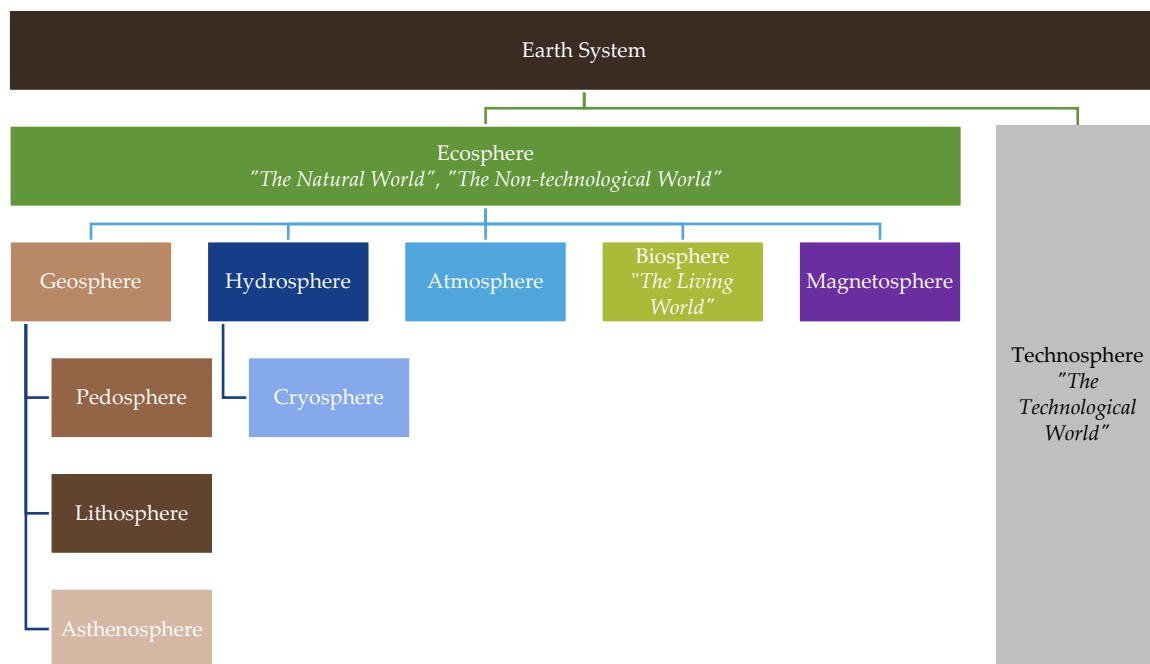 Earth System
Ecosphere
"The Natural World", "The Non-technological World"
Geosphere
Hydrosphere
Atmosphere
Biosphere
"The Living
World"
Magnetosphere
Technosphere
"The
Technological
World"
Pedosphere
Cryosphere
Lithosphere
Asthenosphere